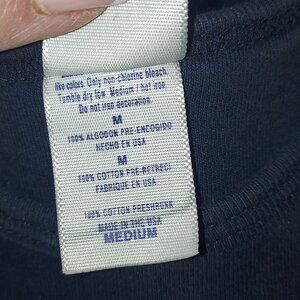 like colors. Only non-chlorine bleach.
Tumble dry low. Medium / hot iron
Do not iron decoration.
M
100% ALGODON PRE-ENCOGIDO
HECHO EN USA
M
100% COTTON PRE-RETRECI
FABRIQUE EN USA
100% COTTON PRESHRUNK
MADE IN THE USA
MEDIUM